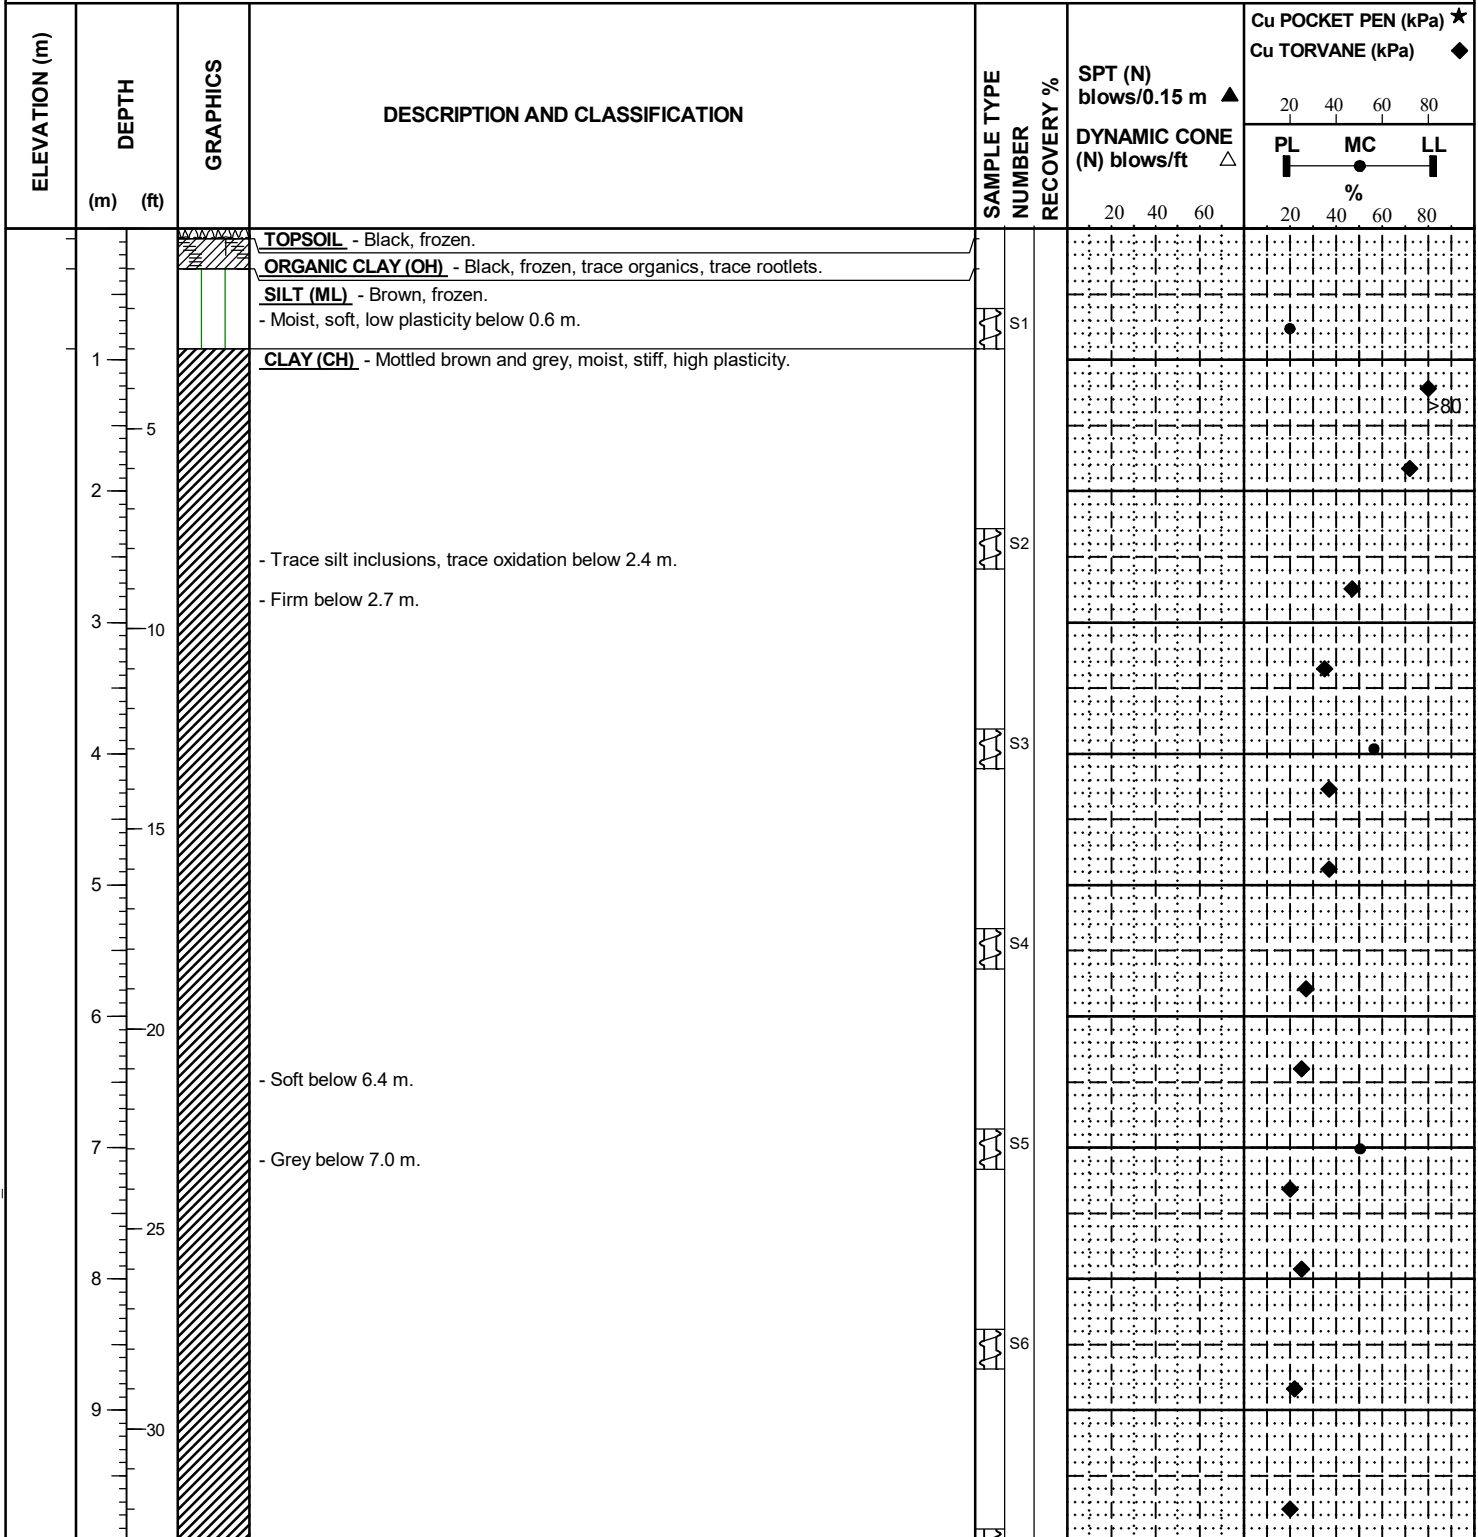 ELEVATION (m)
DEPTH
(m) (ft)
GRAPHICS
DESCRIPTION AND CLASSIFICATION
SAMPLE TYPE
NUMBER
RECOVERY %
SPT (N)
blows/0.15 m
DYNAMIC CONE
(N) blows/ft
20 40 60
Cu POCKET PEN (kPa)
Cu TORVANE (kPa)
20 40 60 80
PL MC LL
%
20 40 60 80
TOPSOIL - Black, frozen.
ORGANIC CLAY (OH) - Black, frozen, trace organics, trace rootlets.
SILT (ML) - Brown, frozen.
- Moist, soft, low plasticity below 0.6 m.
S1
1
CLAY (CH) - Mottled brown and grey, moist, stiff, high plasticity.
>80
5
2
S2
- Trace silt inclusions, trace oxidation below 2.4 m.
- Firm below 2.7 m.
3
10
S3
4
15
5
S4
6
20
- Soft below 6.4 m.
S5
7
- Grey below 7.0 m.
25
8
S6
9
30